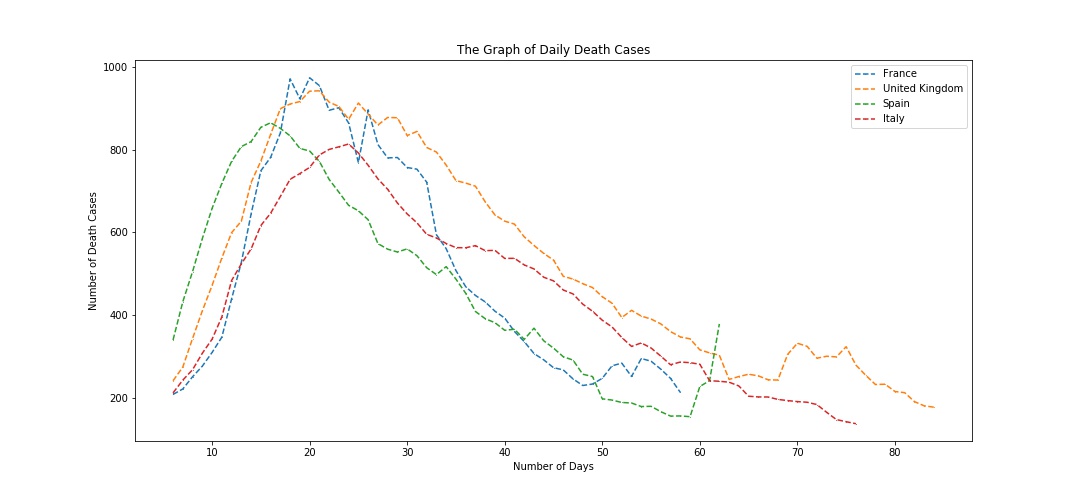 The Graph of Daily Death Cases
1000
800
600
400
200
Number of Death Cases
France
United Kingdom
Spain
Italy
10 20 30 40 50 60 70 80
Number of Days